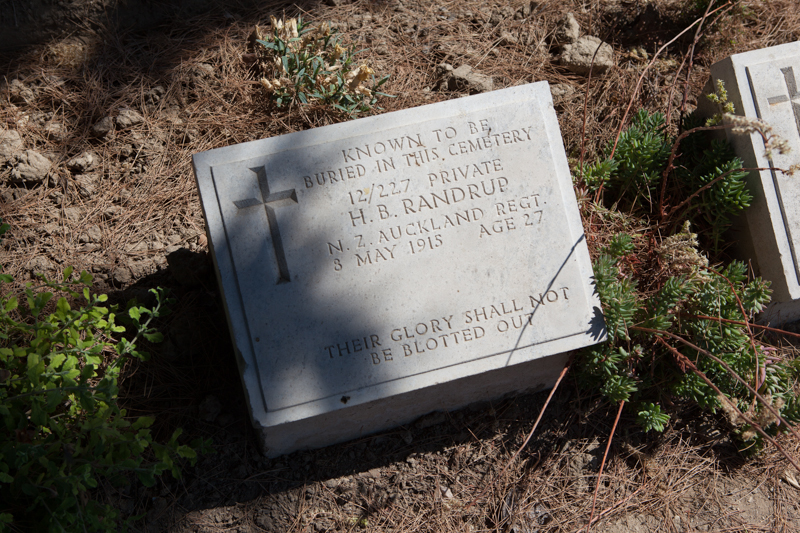 KNOWN TO BE
BURIED IN THIS CEMETERY
12/227 PRIVATE
H. B. RANDRUP
N. Z. AUCKLAND REGT.
8 MAY 1915 AGE 27
THEIR GLORY SHALL NOT
BE BLOTTED OUT